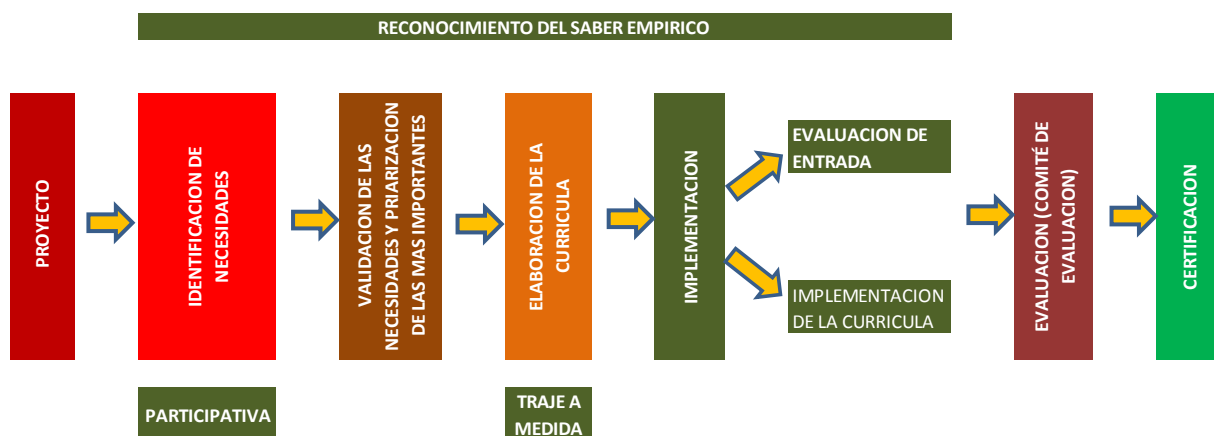 RECONOCIMIENTO DEL SABER EMPIRICO
PROYECTO
IDENTIFICACION DE
NECESIDADES
VALIDACION DE LAS
NECESIDADES Y PRIARIZACION
DE LAS MAS IMPORTANTES
ELABORACION DE LA
CURRICULA
IMPLEMENTACION
EVALUACION DE
ENTRADA
IMPLEMENTACION
DE LA CURRICULA
EVALUACION (COMITÉ DE
EVALUACION)
CERTIFICACION
PARTICIPATIVA
TRAJE A
MEDIDA